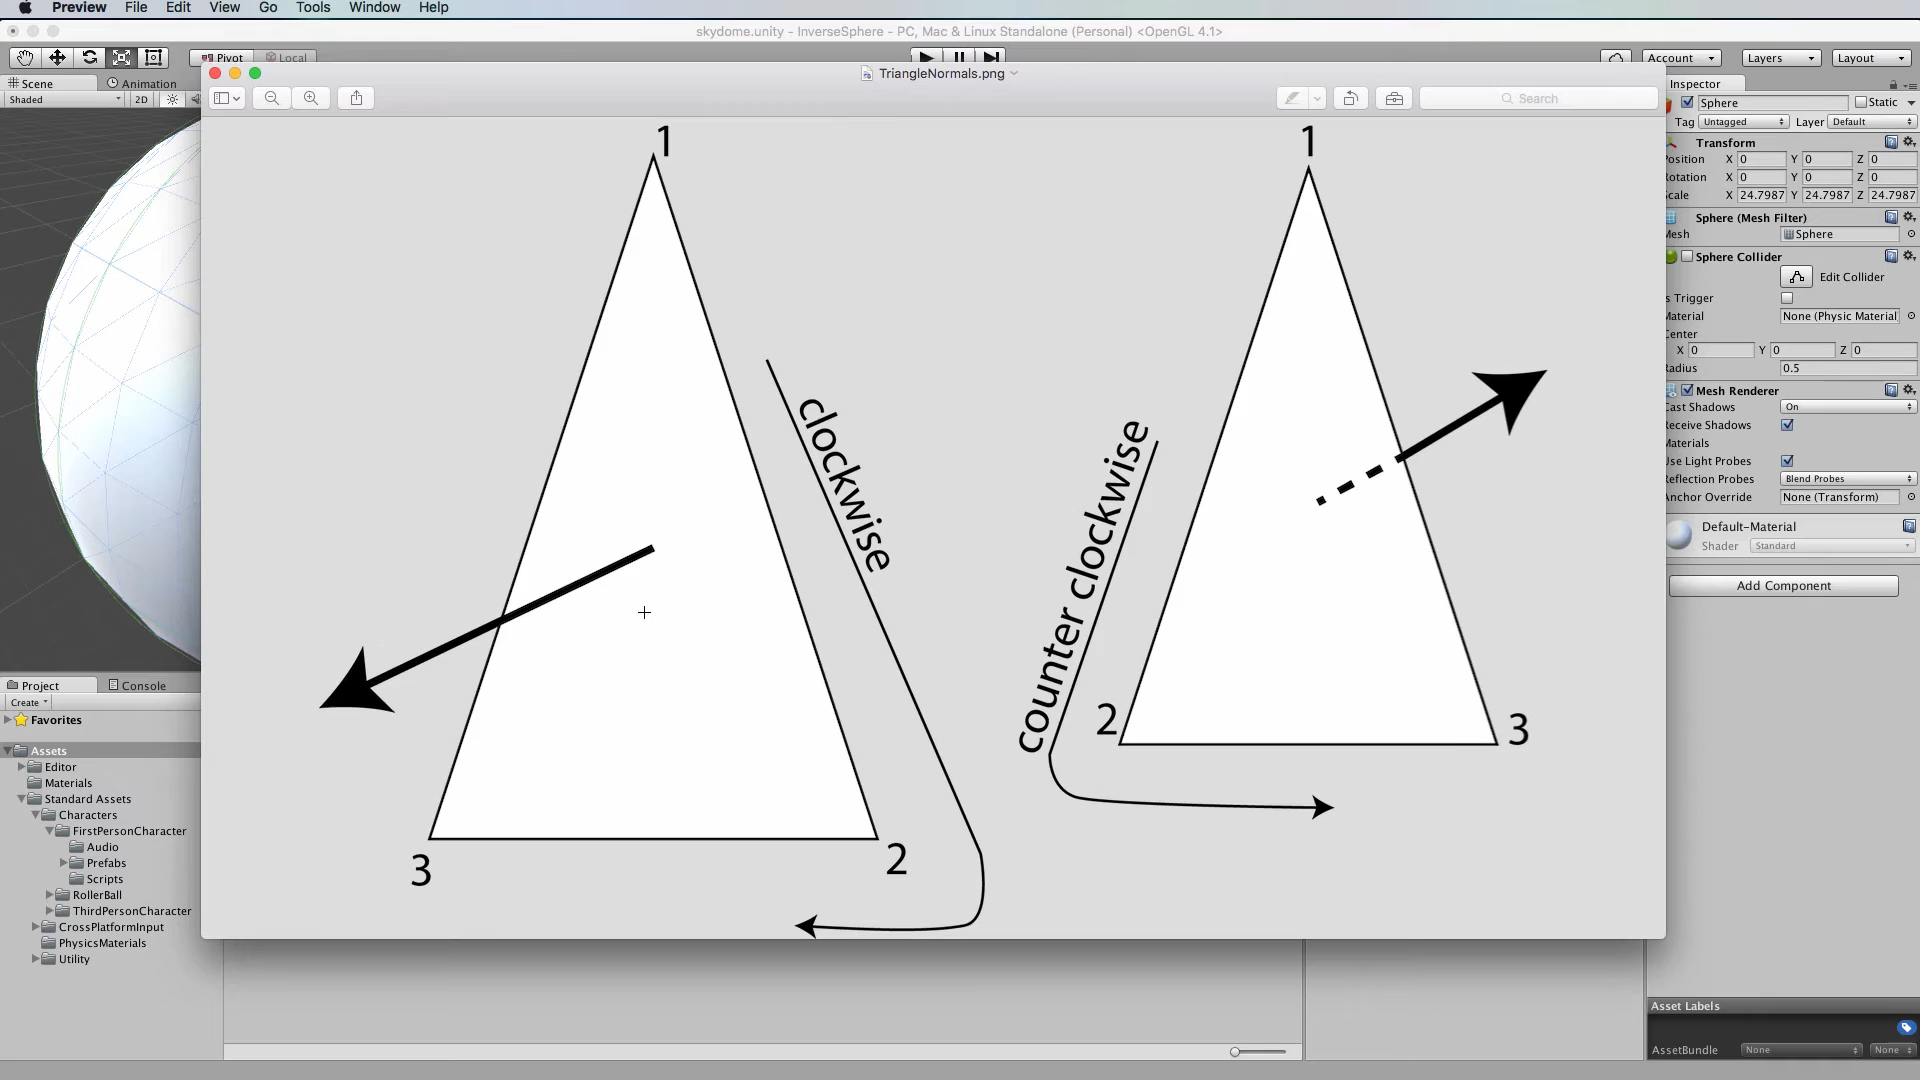 Preview File Edit View Go Tools Window Help
skydome.unity - InverseSphere - PC, Mac & Linux Standalone (Personal) <OpenGL 4.1>
Pivot Local
Account Layers Layout
TriangleNormals.png
Search
Scene Animation
Shaded 2D
Inspector
Sphere Static
Tag Untagged Layer Default
Transform
Position X 0 Y 0 Z 0
Rotation X 0 Y 0 Z 0
Scale X 24.7987 Y 24.7987 Z 24.7987
Sphere (Mesh Filter)
Mesh Sphere
Sphere Collider
Edit Collider
s Trigger
Material None (Physic Material)
Center
X 0 Y 0 Z 0
Radius 0.5
Mesh Renderer
Cast Shadows On
Receive Shadows
Materials
Use Light Probes
Reflection Probes Blend Probes
Anchor Override None (Transform)
Default-Material
Shader Standard
Add Component
1
clockwise
3
2
1
counter clockwise
2
3
Project Console
Create
Favorites
Assets
Editor
Materials
Standard Assets
Characters
FirstPersonCharacter
Audio
Prefabs
Scripts
RollerBall
ThirdPersonCharacter
CrossPlatformInput
PhysicsMaterials
Utility
Asset Labels
AssetBundle None None